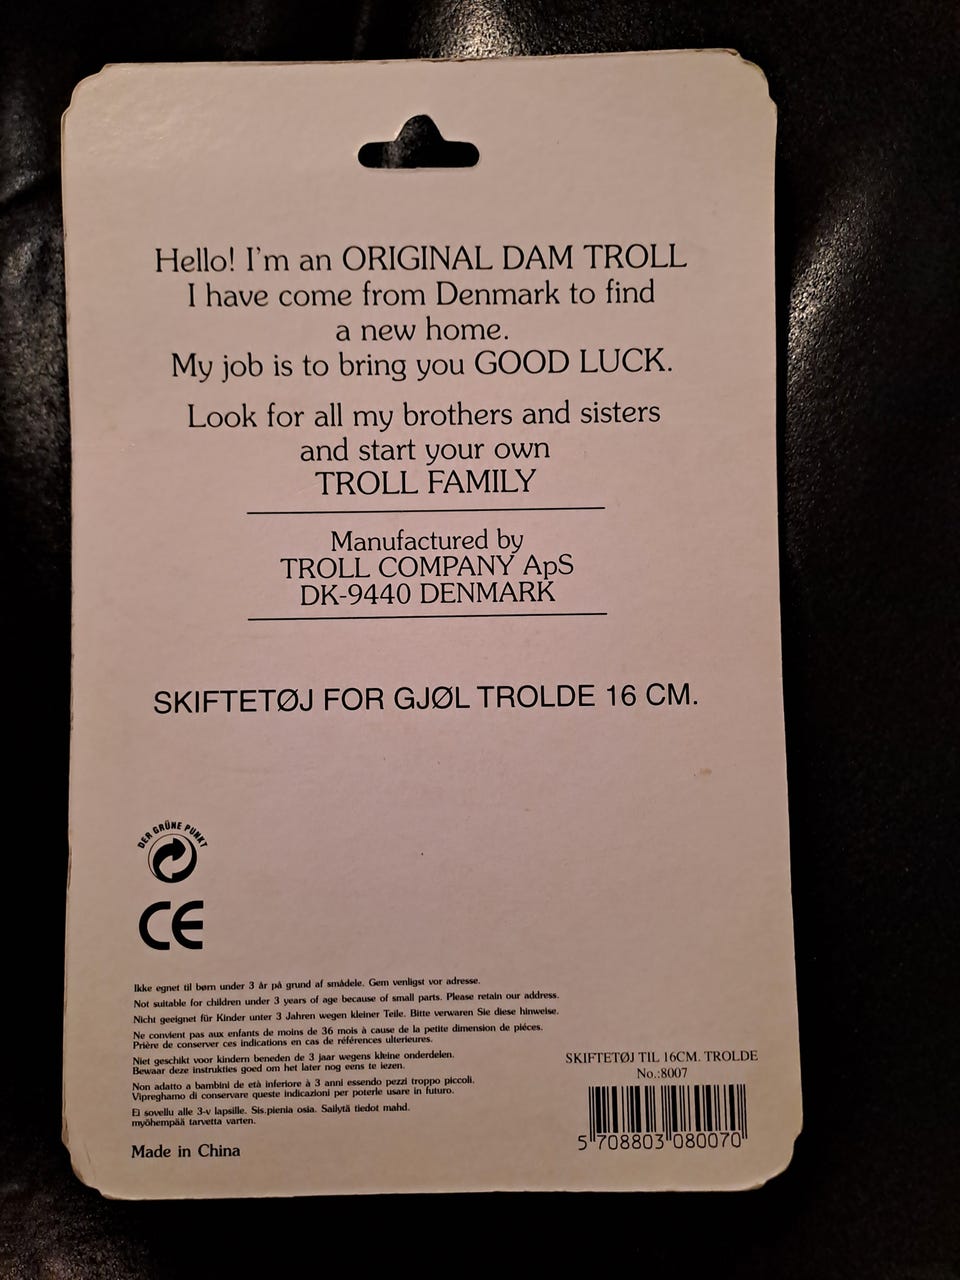 Hello! I'm an ORIGINAL DAM TROLL
I have come from Denmark to find
a new home.
My job is to bring you GOOD LUCK.
Look for all my brothers and sisters
and start your own
TROLL FAMILY
Manufactured by
TROLL COMPANY ApS
DK-9440 DENMARK
SKIFTETØJ FOR GJØL TROLDE 16 CM.
DER GRÜNE PUNKT
CE
Ikke egnet til børn under 3 år på grund af smådele. Gem venligst vor adresse.
Not suitable for children under 3 years of age because of small parts. Please retain our address.
Nicht geeignet für Kinder unter 3 Jahren wegen kleiner Teile. Bitte verwaren Sie diese hinweise.
Ne convient pas aux enfants de moins de 36 mois à cause de la petite dimension de piéces.
Prière de conserver ces indications en cas de références ulterieures.
Niet geschikt voor kindern beneden de 3 jaar wegens kleine onderdelen.
Bewaar deze instrukties goed om het later nog eens te lezen.
Non adatto a bambini de età inferiore à 3 anni essendo pezzi troppo piccoli.
Vipreghamo di conservare queste indicazioni per poterle usare in futuro.
Ei sovellu alle 3-v lapsille. Sis.pienia osia. Sailytä tiedot mahd.
myöhempää tarvetta varten.
Made in China
SKIFTETØJ TIL 16CM. TROLDE
No.:8007
5 708803 080070